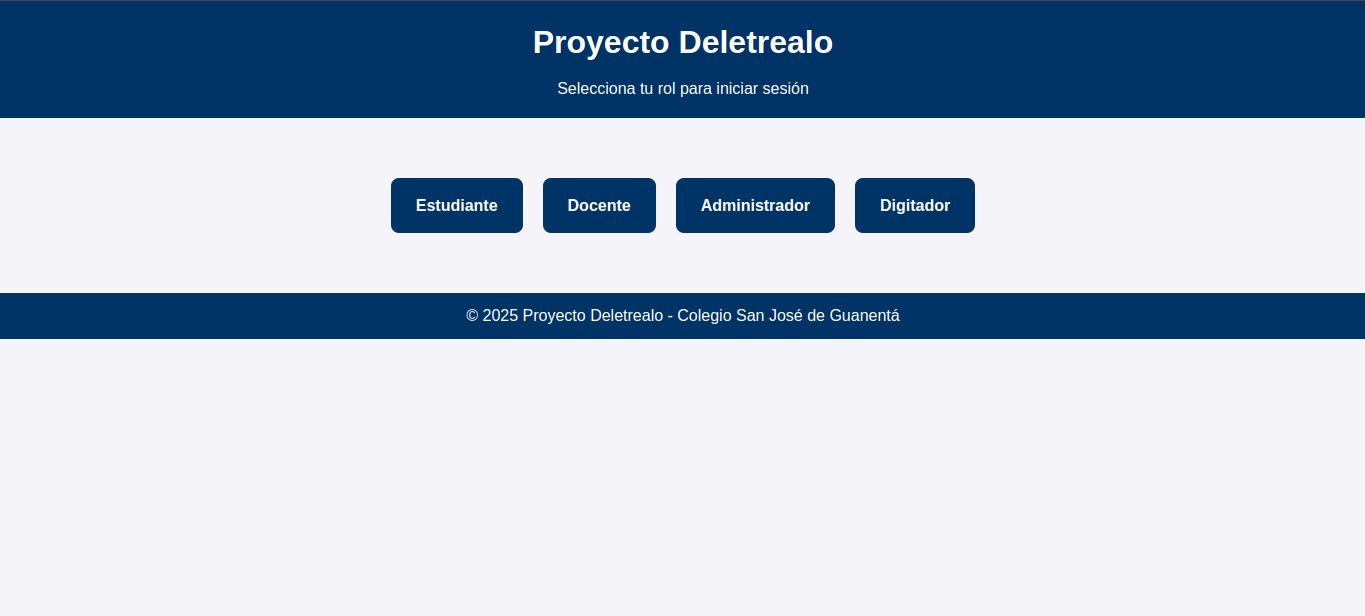 Proyecto Deletrealo
Selecciona tu rol para iniciar sesión
Estudiante Docente Administrador Digitador
© 2025 Proyecto Deletrealo - Colegio San José de Guanentá